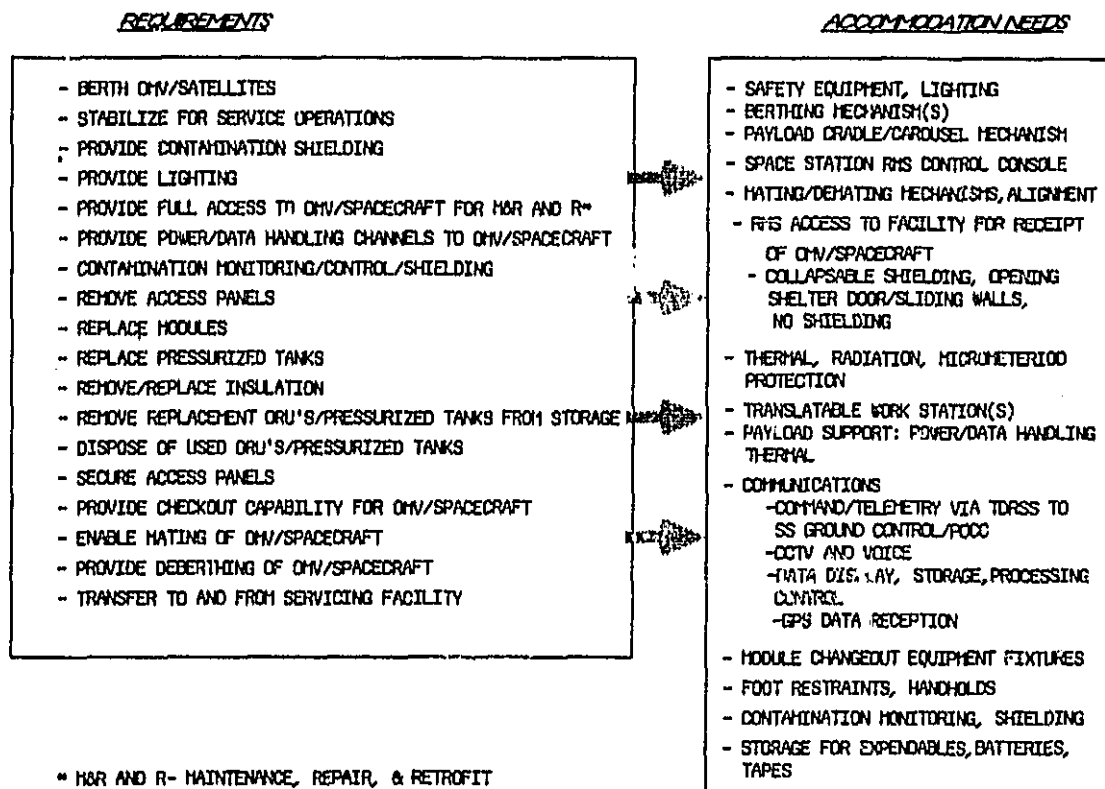 REQUIREMENTS
- BERTH OMV/SATELLITES
- STABILIZE FOR SERVICE OPERATIONS
- PROVIDE CONTAMINATION SHIELDING
- PROVIDE LIGHTING
- PROVIDE FULL ACCESS TO OMV/SPACECRAFT FOR M&R AND R*
- PROVIDE POWER/DATA HANDLING CHANNELS TO OMV/SPACECRAFT
- CONTAMINATION MONITORING/CONTROL/SHIELDING
- REMOVE ACCESS PANELS
- REPLACE MODULES
- REPLACE PRESSURIZED TANKS
- REMOVE/REPLACE INSULATION
- REMOVE REPLACEMENT ORU'S/PRESSURIZED TANKS FROM STORAGE
- DISPOSE OF USED ORU'S/PRESSURIZED TANKS
- SECURE ACCESS PANELS
- PROVIDE CHECKOUT CAPABILITY FOR OMV/SPACECRAFT
- ENABLE MATING OF OMV/SPACECRAFT
- PROVIDE DEBERTHING OF OMV/SPACECRAFT
- TRANSFER TO AND FROM SERVICING FACILITY
* M&R AND R- MAINTENANCE, REPAIR, & RETROFIT
ACCOMMODATION NEEDS
- SAFETY EQUIPMENT, LIGHTING
- BERTHING MECHANISM(S)
- PAYLOAD CRADLE/CAROUSEL MECHANISM
- SPACE STATION RMS CONTROL CONSOLE
- MATING/DEMATING MECHANISMS, ALIGNMENT
- RMS ACCESS TO FACILITY FOR RECEIPT
OF OMV/SPACECRAFT
- COLLAPSABLE SHIELDING, OPENING
SHELTER DOOR/SLIDING WALLS,
NO SHIELDING
- THERMAL, RADIATION, MICROMETERIOD
PROTECTION
- TRANSLATABLE WORK STATION(S)
- PAYLOAD SUPPORT: POWER/DATA HANDLING
THERMAL
- COMMUNICATIONS
-COMMAND/TELEMETRY VIA TDRSS TO
SS GROUND CONTROL/POCC
-CCTV AND VOICE
-DATA DISPLAY, STORAGE, PROCESSING
CONTROL
-GPS DATA RECEPTION
- MODULE CHANGEOUT EQUIPMENT FIXTURES
- FOOT RESTRAINTS, HANDHOLDS
- CONTAMINATION MONITORING, SHIELDING
- STORAGE FOR EXPENDABLES, BATTERIES,
TAPES